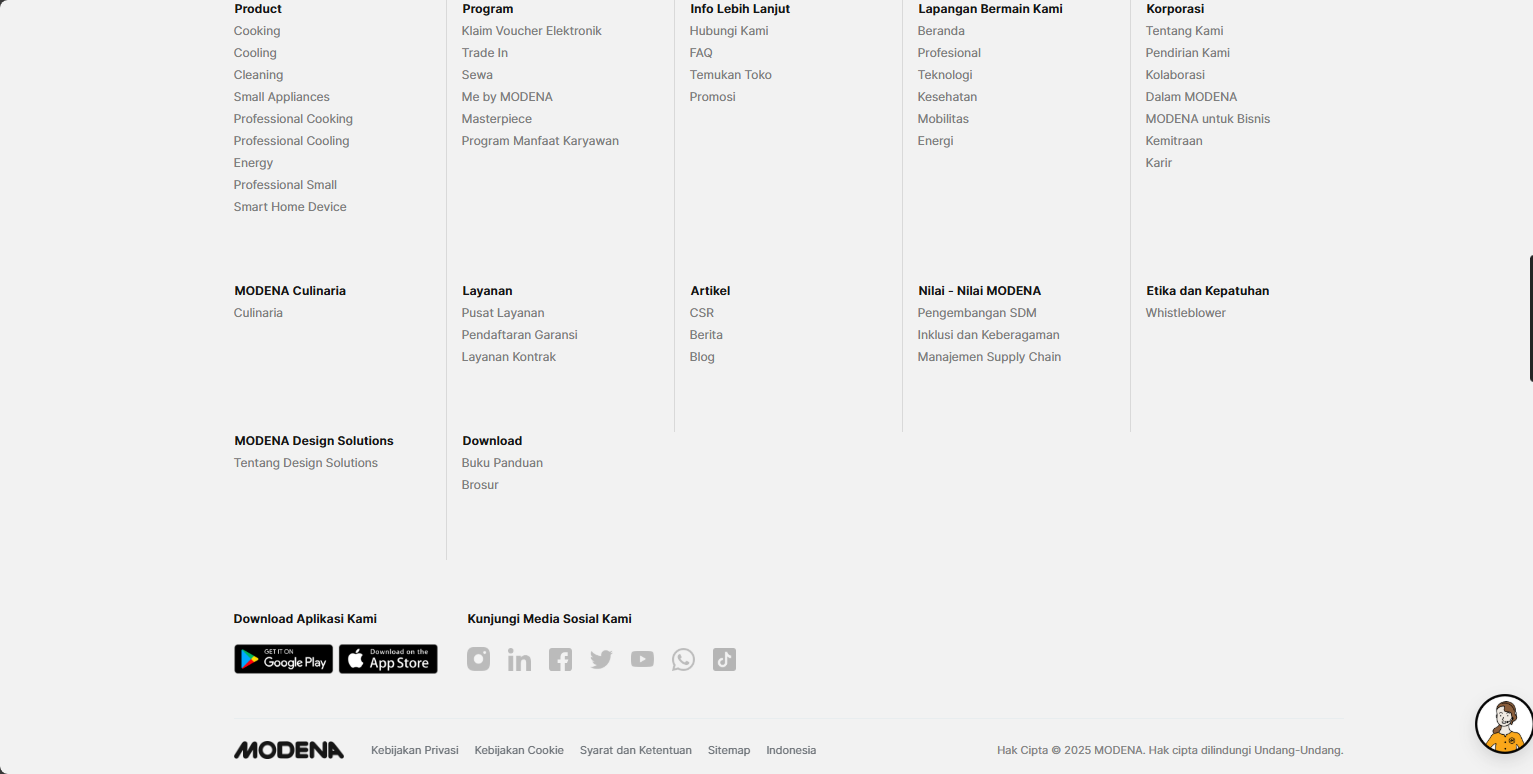 Product
Cooking
Cooling
Cleaning
Small Appliances
Professional Cooking
Professional Cooling
Energy
Professional Small
Smart Home Device
Program
Klaim Voucher Elektronik
Trade In
Sewa
Me by MODENA
Masterpiece
Program Manfaat Karyawan
Info Lebih Lanjut
Hubungi Kami
FAQ
Temukan Toko
Promosi
Lapangan Bermain Kami
Beranda
Profesional
Teknologi
Kesehatan
Mobilitas
Energi
Korporasi
Tentang Kami
Pendirian Kami
Kolaborasi
Dalam MODENA
MODENA untuk Bisnis
Kemitraan
Karir
MODENA Culinaria
Culinaria
Layanan
Pusat Layanan
Pendaftaran Garansi
Layanan Kontrak
Artikel
CSR
Berita
Blog
Nilai - Nilai MODENA
Pengembangan SDM
Inklusi dan Keberagaman
Manajemen Supply Chain
Etika dan Kepatuhan
Whistleblower
MODENA Design Solutions
Tentang Design Solutions
Download
Buku Panduan
Brosur
Download Aplikasi Kami
GET IT ON
Google Play
Download on the
App Store
Kunjungi Media Sosial Kami
MODENA
Kebijakan Privasi
Kebijakan Cookie
Syarat dan Ketentuan
Sitemap
Indonesia
Hak Cipta © 2025 MODENA. Hak cipta dilindungi Undang-Undang.